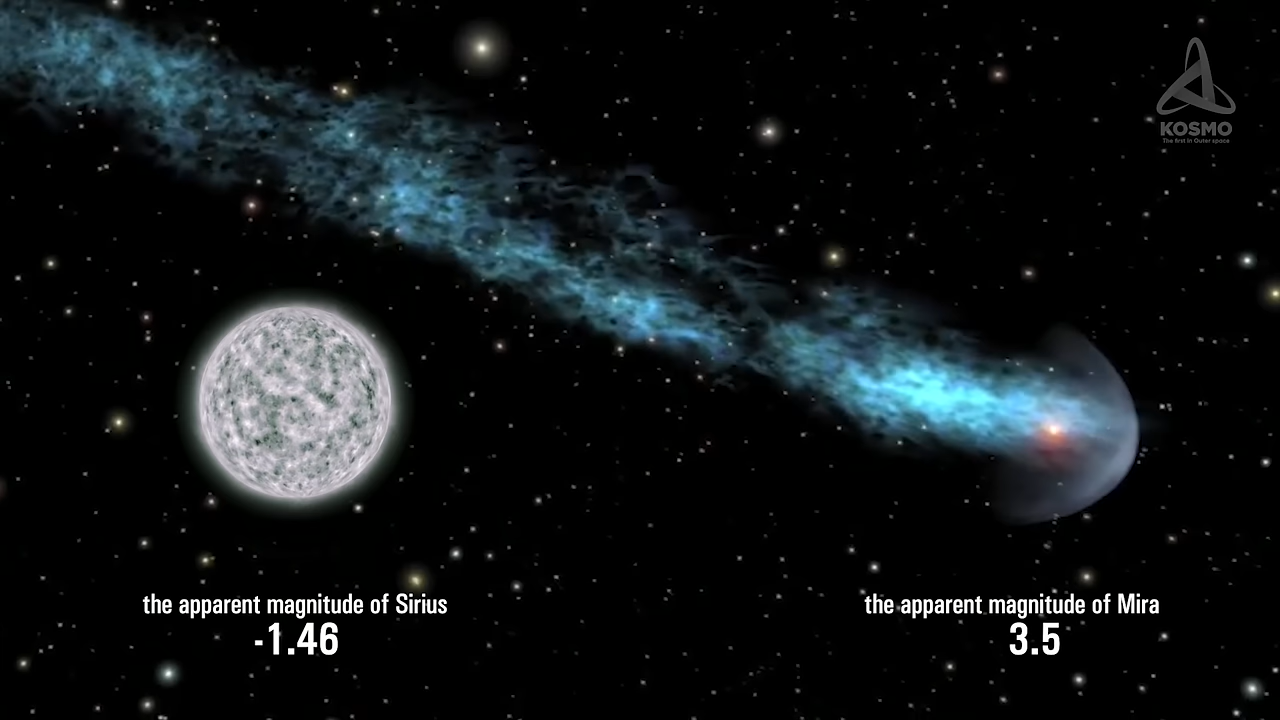 KOSMO
The first in Outer space
the apparent magnitude of Sirius
-1.46
the apparent magnitude of Mira
3.5